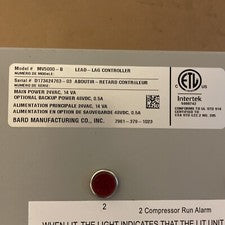 Model # MV5000-B LEAD-LAG CONTROLLER
NUMÉRO DE MODÈLE:
Serial # D173424763-03 ABOUTIR-RETARD CONTRÔLEUR
NUMÉRO DE SÉRIE:
MAIN POWER 24VAC, 14 VA
OPTIONAL BACKUP POWER 48VDC, 0.5A
ALIMENTATION PRINCIPALE 24VAC, 14 VA
ALIMENTATION EN OPTION DE SAUVEGARDE 48VDC, 0.5A
BARD MANUFACTURING CO.,INC 7961-379-1023
ETL
Intertek
2
2 Compressor Run Alarm
WHEN LIT, THE LIGHT INDICATES THAT THE LIT UNIT